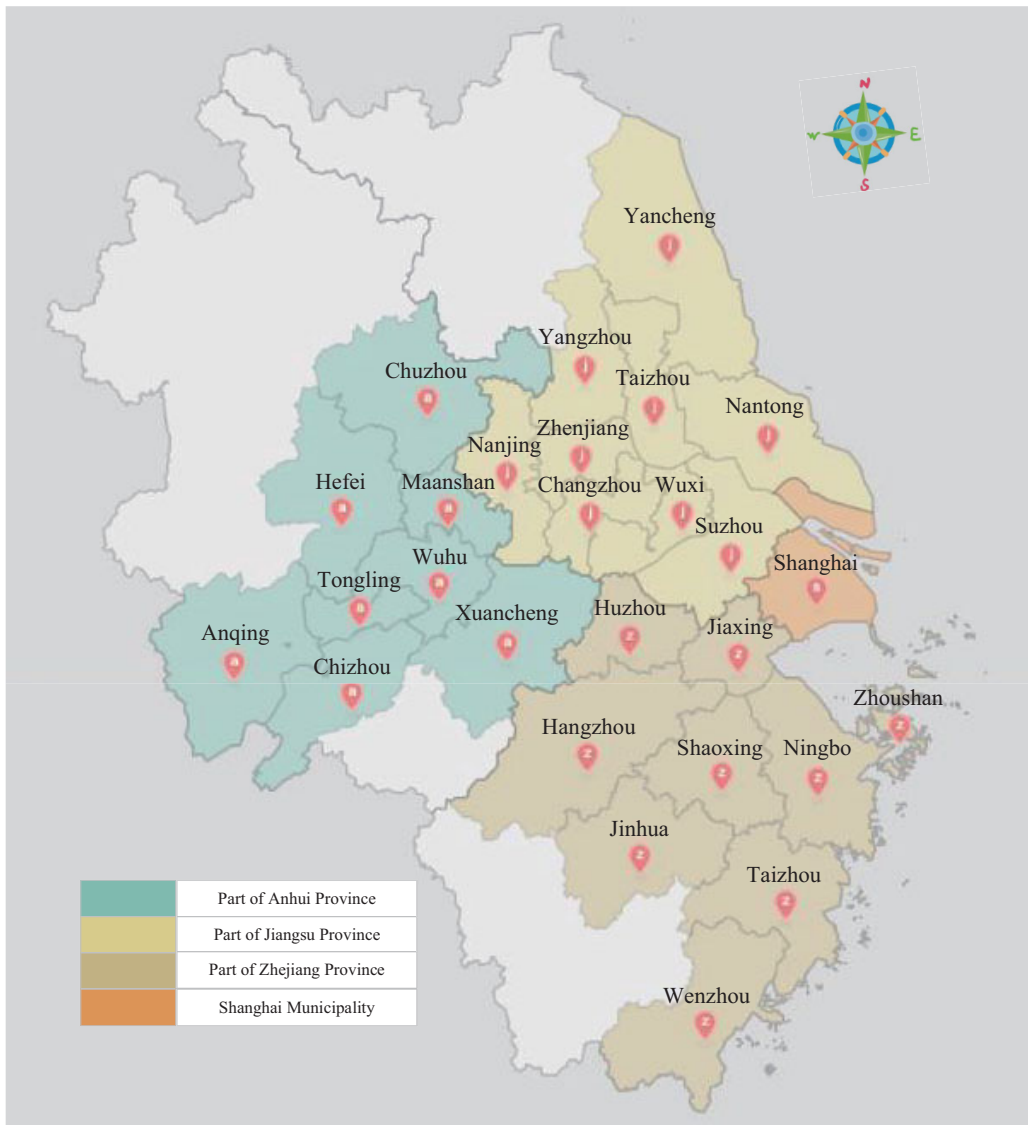 N
W
E
S
Yancheng
j
Yangzhou
j
Chuzhou
a
Taizhou
j
Nantong
j
Zhenjiang
j
Nanjing
j
Hefei
a
Maanshan
a
Changzhou
j
Wuxi
j
Suzhou
j
Wuhu
a
Shanghai
s
Tongling
a
Xuancheng
a
Huzhou
z
Jiaxing
z
Anqing
a
Chizhou
a
Zhoushan
z
Hangzhou
z
Shaoxing
z
Ningbo
z
Jinhua
z
Taizhou
z
Wenzhou
z
Part of Anhui Province
Part of Jiangsu Province
Part of Zhejiang Province
Shanghai Municipality